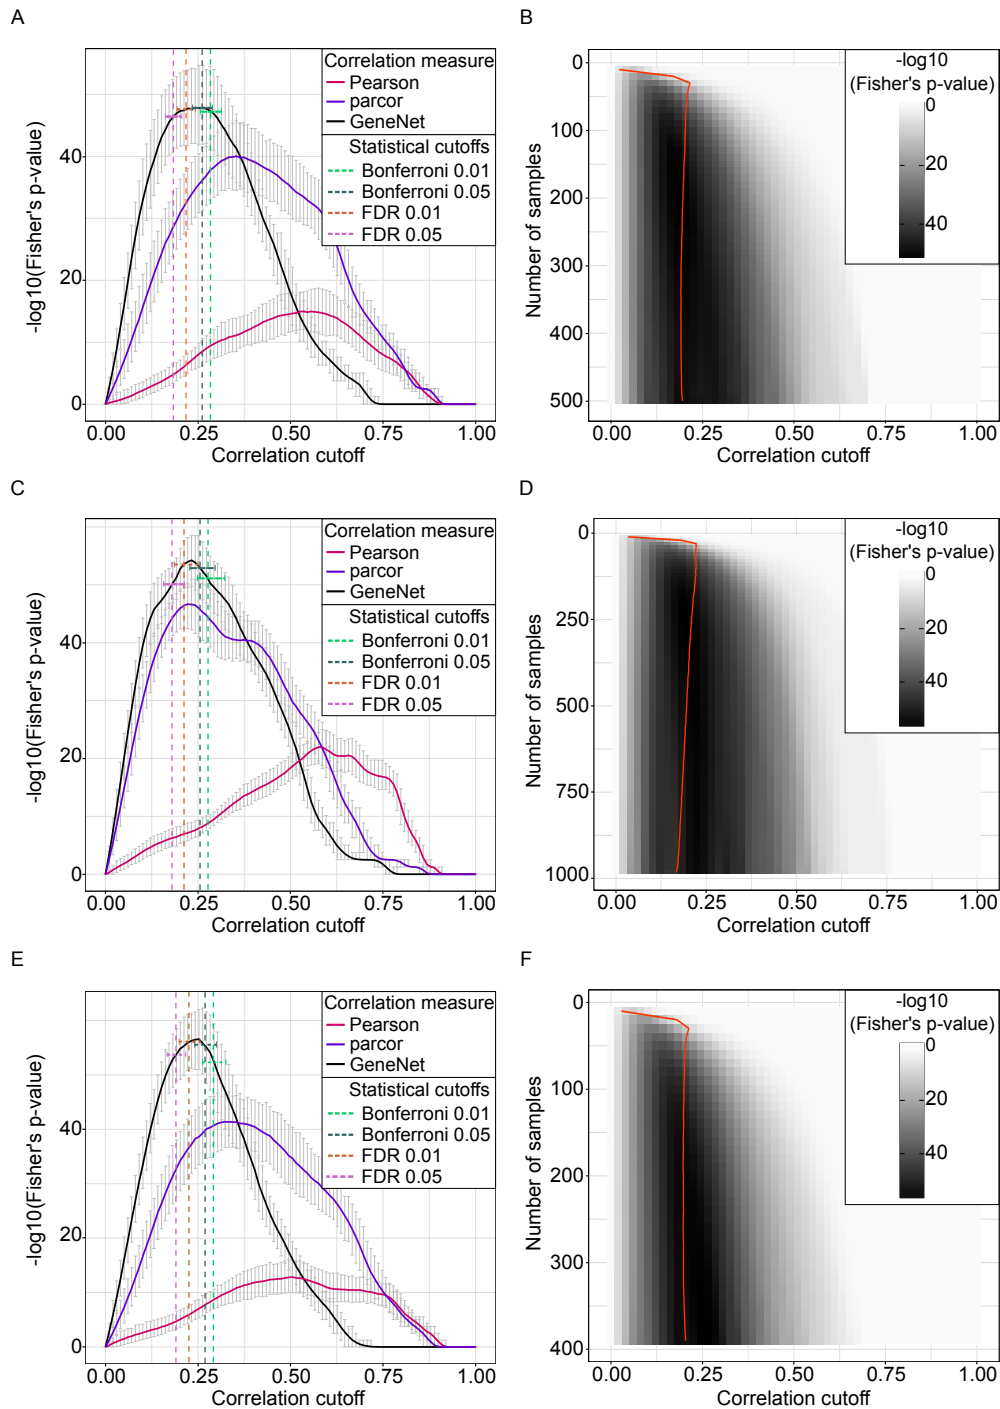 A
-log10(Fisher's p-value)
40
20
0
0.00 0.25 0.50 0.75 1.00
Correlation cutoff
Correlation measure
Pearson
parcor
GeneNet
Statistical cutoffs
Bonferroni 0.01
Bonferroni 0.05
FDR 0.01
FDR 0.05
B
Number of samples
0
100
200
300
400
500
0.00 0.25 0.50 0.75 1.00
Correlation cutoff
-log10
(Fisher's p-value)
0
20
40
C
-log10(Fisher's p-value)
40
20
0
0.00 0.25 0.50 0.75 1.00
Correlation cutoff
Correlation measure
Pearson
parcor
GeneNet
Statistical cutoffs
Bonferroni 0.01
Bonferroni 0.05
FDR 0.01
FDR 0.05
D
Number of samples
0
250
500
750
1000
0.00 0.25 0.50 0.75 1.00
Correlation cutoff
-log10
(Fisher's p-value)
0
20
40
E
-log10(Fisher's p-value)
40
20
0
0.00 0.25 0.50 0.75 1.00
Correlation cutoff
Correlation measure
Pearson
parcor
GeneNet
Statistical cutoffs
Bonferroni 0.01
Bonferroni 0.05
FDR 0.01
FDR 0.05
F
Number of samples
0
100
200
300
400
0.00 0.25 0.50 0.75 1.00
Correlation cutoff
-log10
(Fisher's p-value)
0
20
40